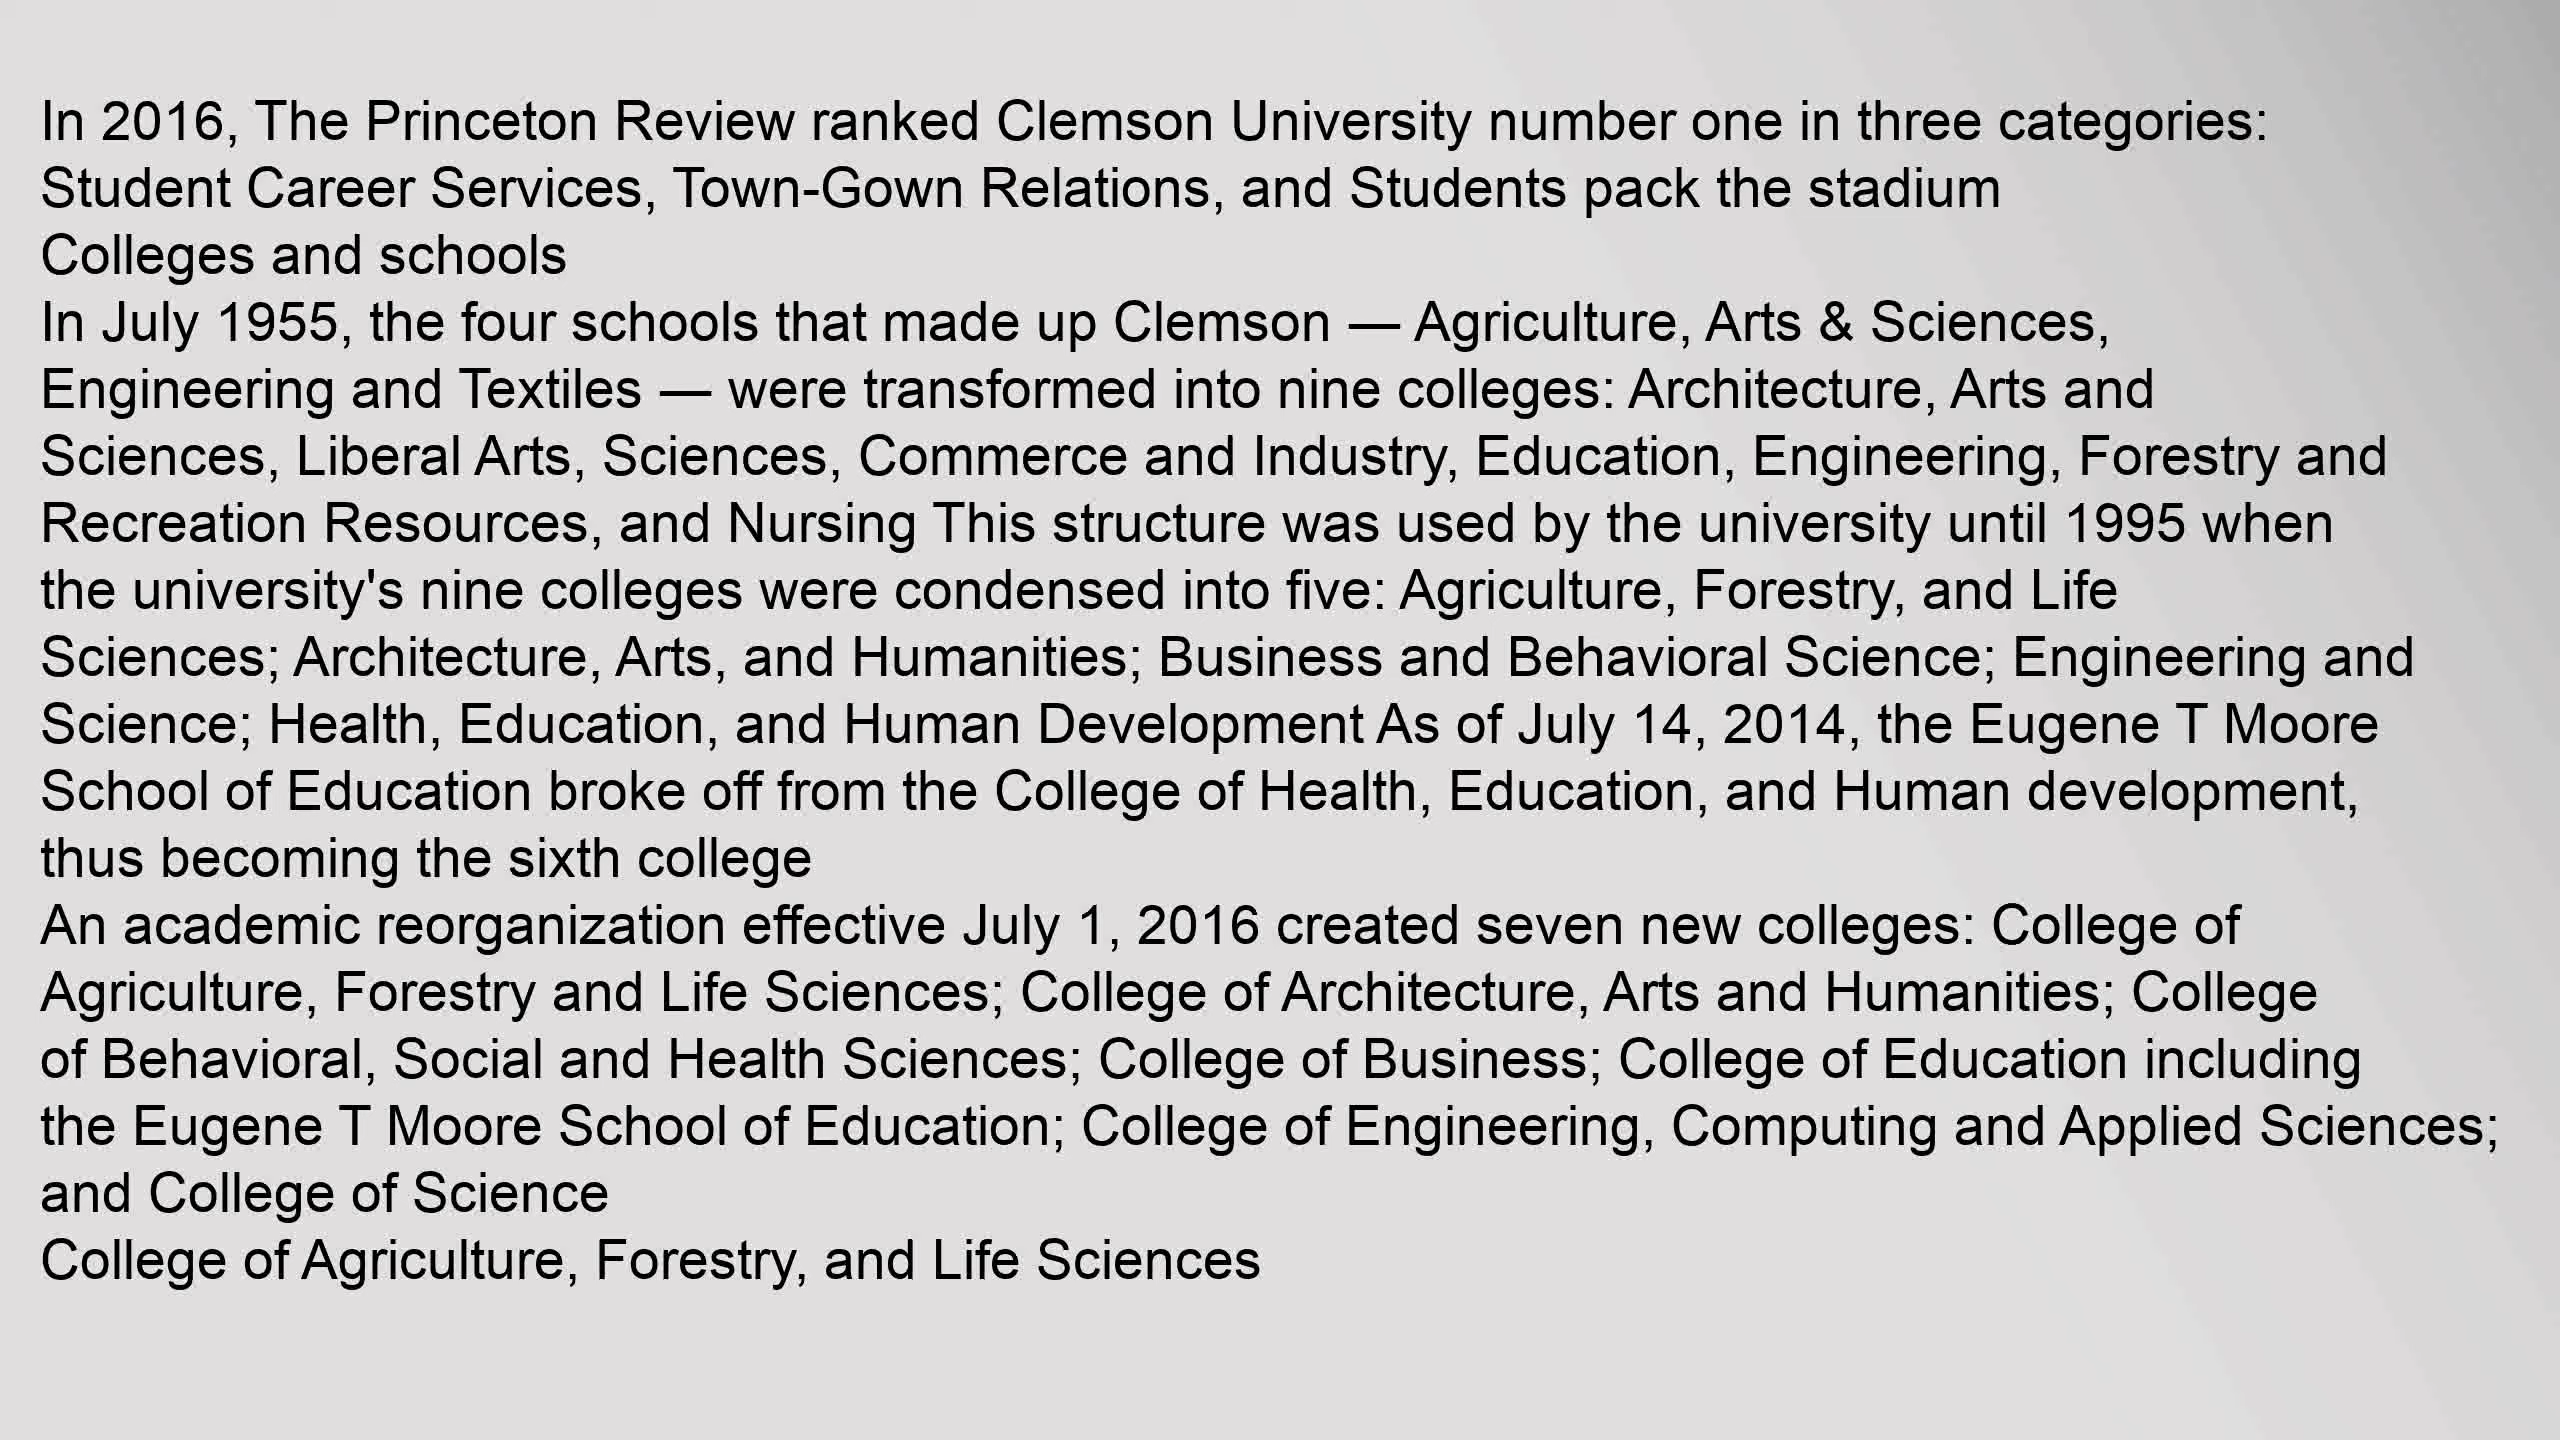 In 2016, The Princeton Review ranked Clemson University number one in three categories:
Student Career Services, Town-Gown Relations, and Students pack the stadium
Colleges and schools
In July 1955, the four schools that made up Clemson — Agriculture, Arts & Sciences,
Engineering and Textiles — were transformed into nine colleges: Architecture, Arts and
Sciences, Liberal Arts, Sciences, Commerce and Industry, Education, Engineering, Forestry and
Recreation Resources, and Nursing This structure was used by the university until 1995 when
the university's nine colleges were condensed into five: Agriculture, Forestry, and Life
Sciences; Architecture, Arts, and Humanities; Business and Behavioral Science; Engineering and
Science; Health, Education, and Human Development As of July 14, 2014, the Eugene T Moore
School of Education broke off from the College of Health, Education, and Human development,
thus becoming the sixth college
An academic reorganization effective July 1, 2016 created seven new colleges: College of
Agriculture, Forestry and Life Sciences; College of Architecture, Arts and Humanities; College
of Behavioral, Social and Health Sciences; College of Business; College of Education including
the Eugene T Moore School of Education; College of Engineering, Computing and Applied Sciences;
and College of Science
College of Agriculture, Forestry, and Life Sciences